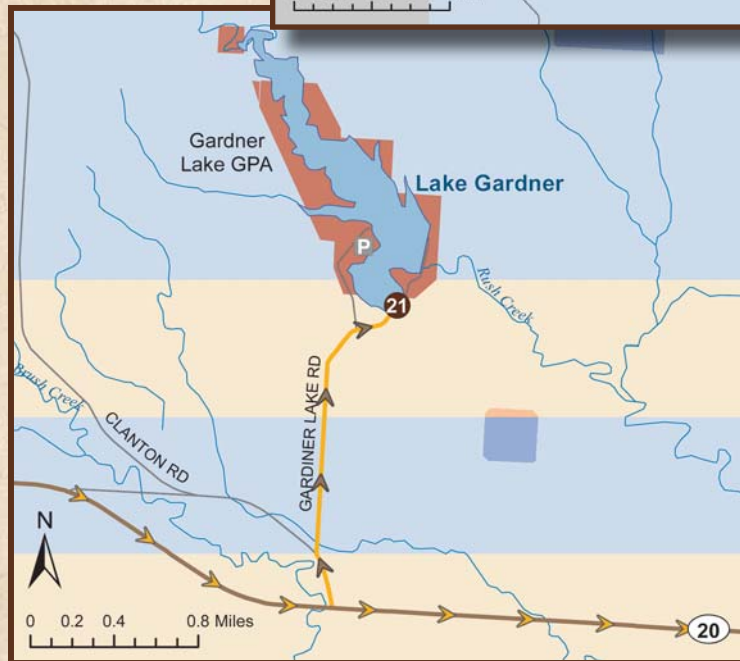 Gardner
Lake GPA
Lake Gardner
P
21
Rush Creek
GARDINER LAKE RD
Brush Creek
CLANTON RD
N
0 0.2 0.4 0.8 Miles
20